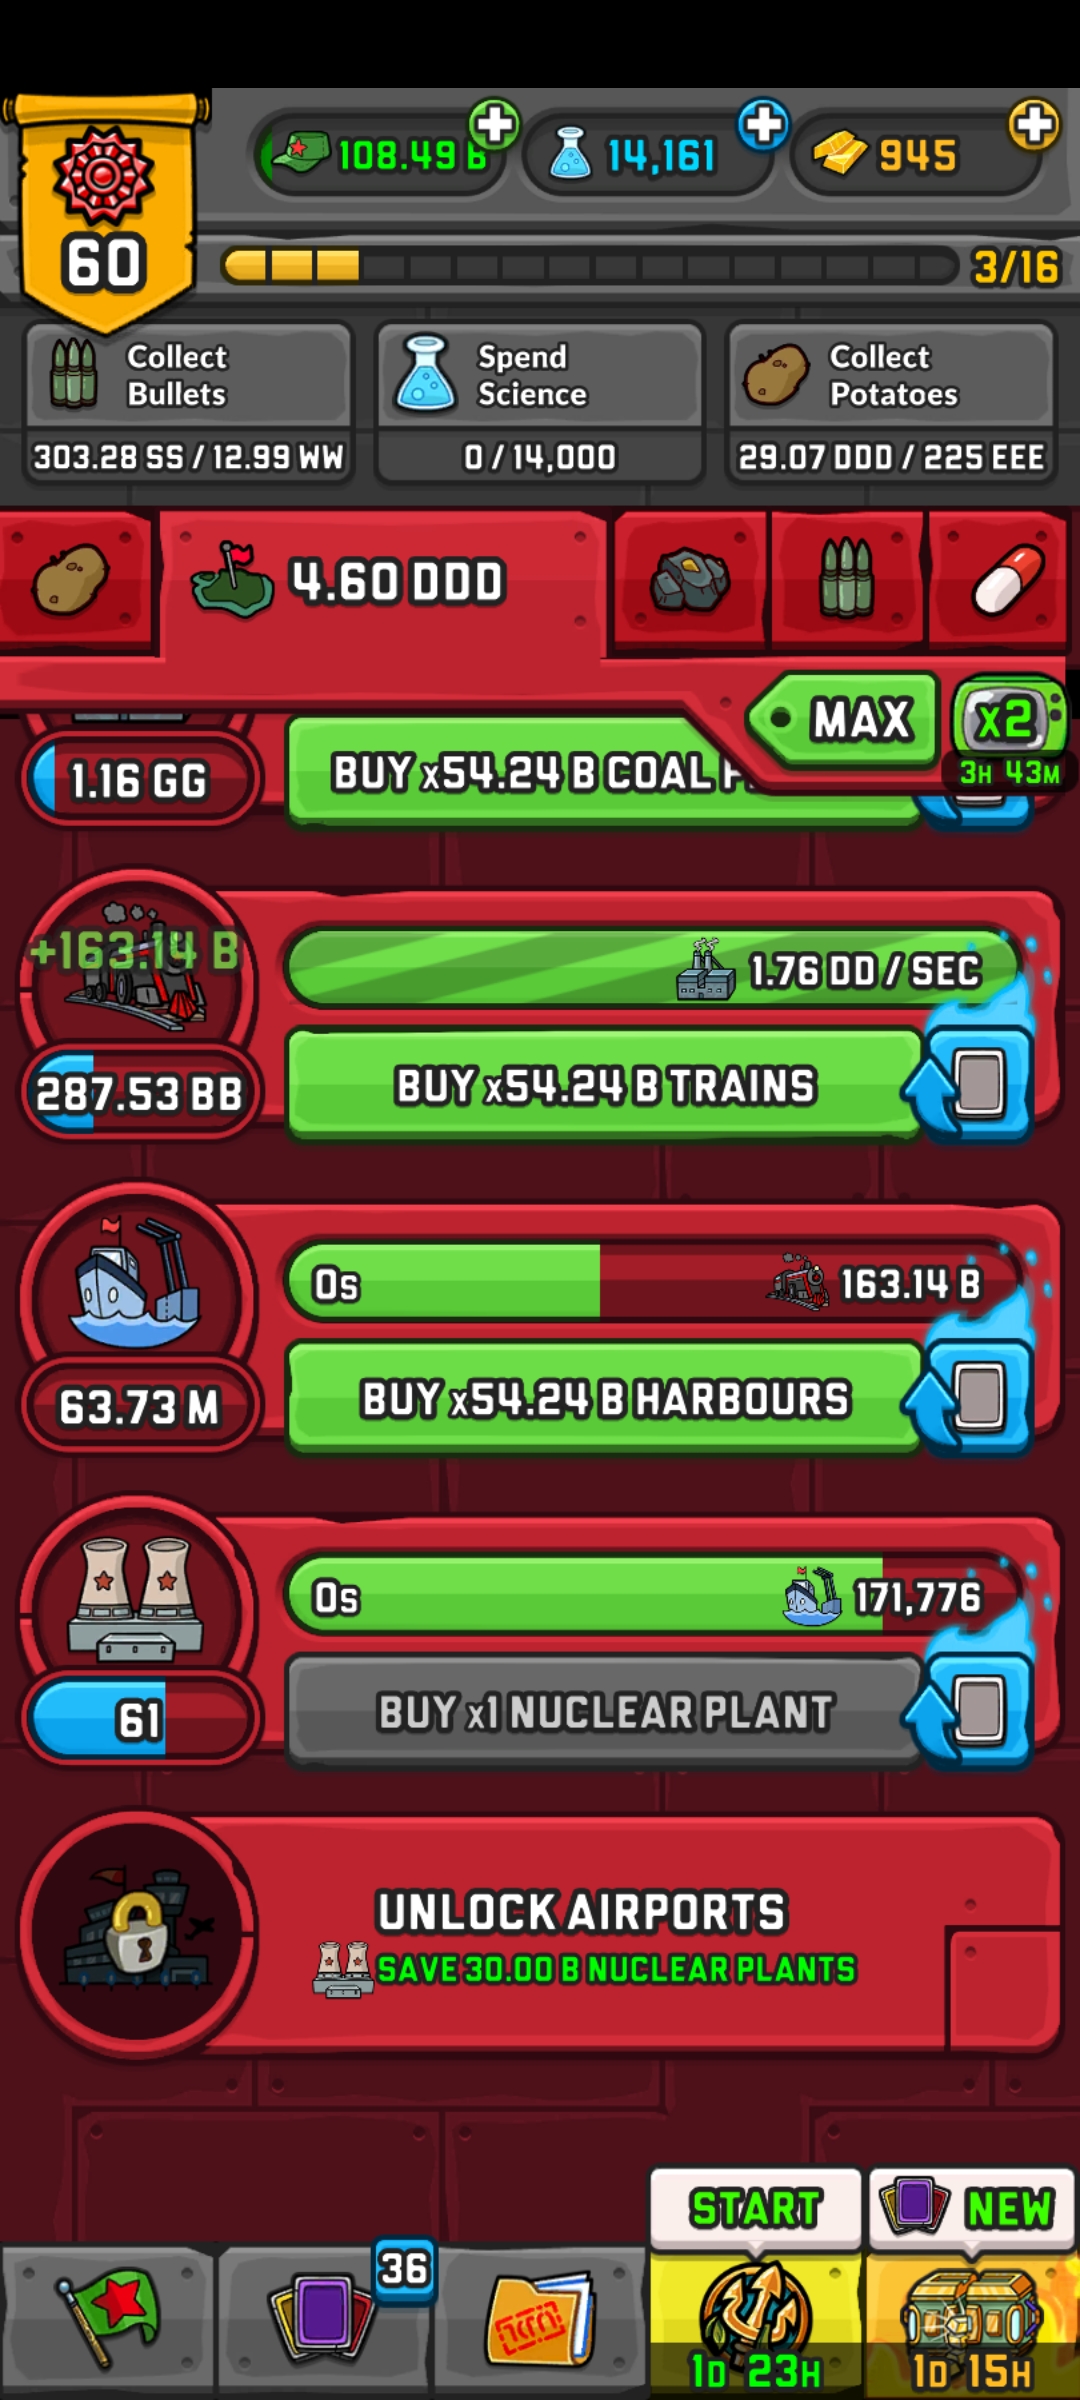 108.49 B
14,161
945
60
3/16
Collect
Bullets
303.28 SS / 12.99 WW
Spend
Science
0 / 14,000
Collect
Potatoes
29.07 DDD / 225 EEE
4.60 DDD
MAX
x2
3H 43M
1.16 GG
BUY x54.24 B COAL
+163.14 B
1.76 DD / SEC
287.53 BB
BUY x54.24 B TRAINS
0s
163.14 B
63.73 M
BUY x54.24 B HARBOURS
0s
171,776
61
BUY x1 NUCLEAR PLANT
UNLOCK AIRPORTS
SAVE 30.00 B NUCLEAR PLANTS
START
NEW
36
1D 23H
1D 15H